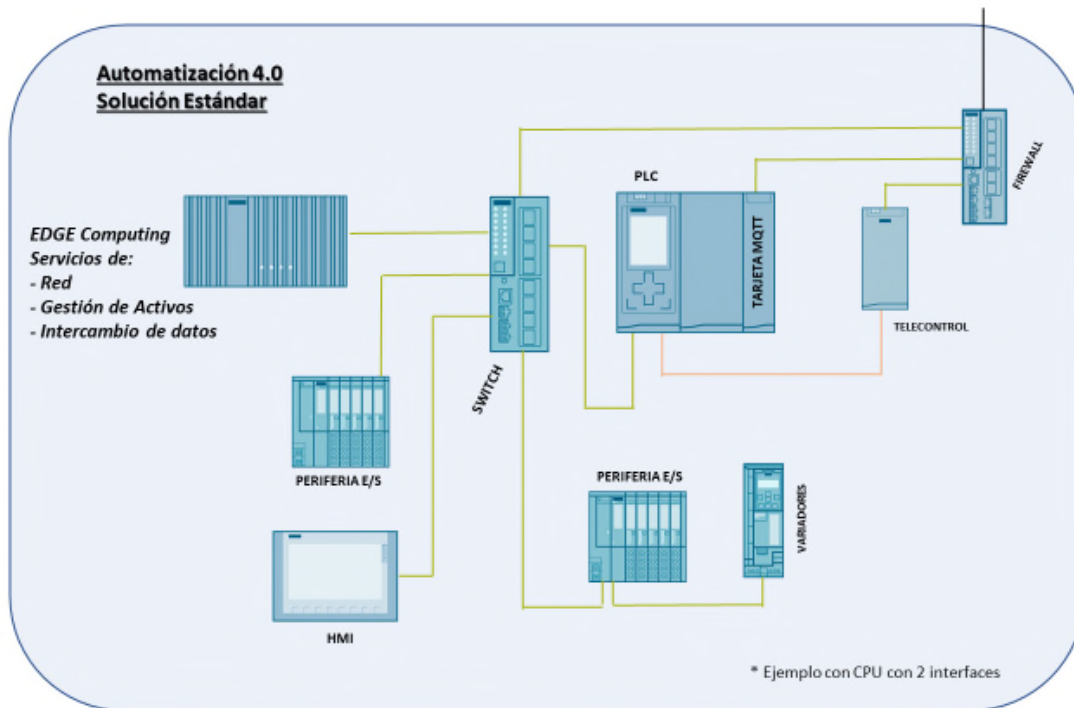 Automatización 4.0
Solución Estándar
EDGE Computing
Servicios de:
- Red
- Gestión de Activos
- Intercambio de datos
PLC
TARJETA MQTT
FIREWALL
TELECONTROL
SWITCH
PERIFERIA E/S
PERIFERIA E/S
VARIADORES
HMI
* Ejemplo con CPU con 2 interfaces